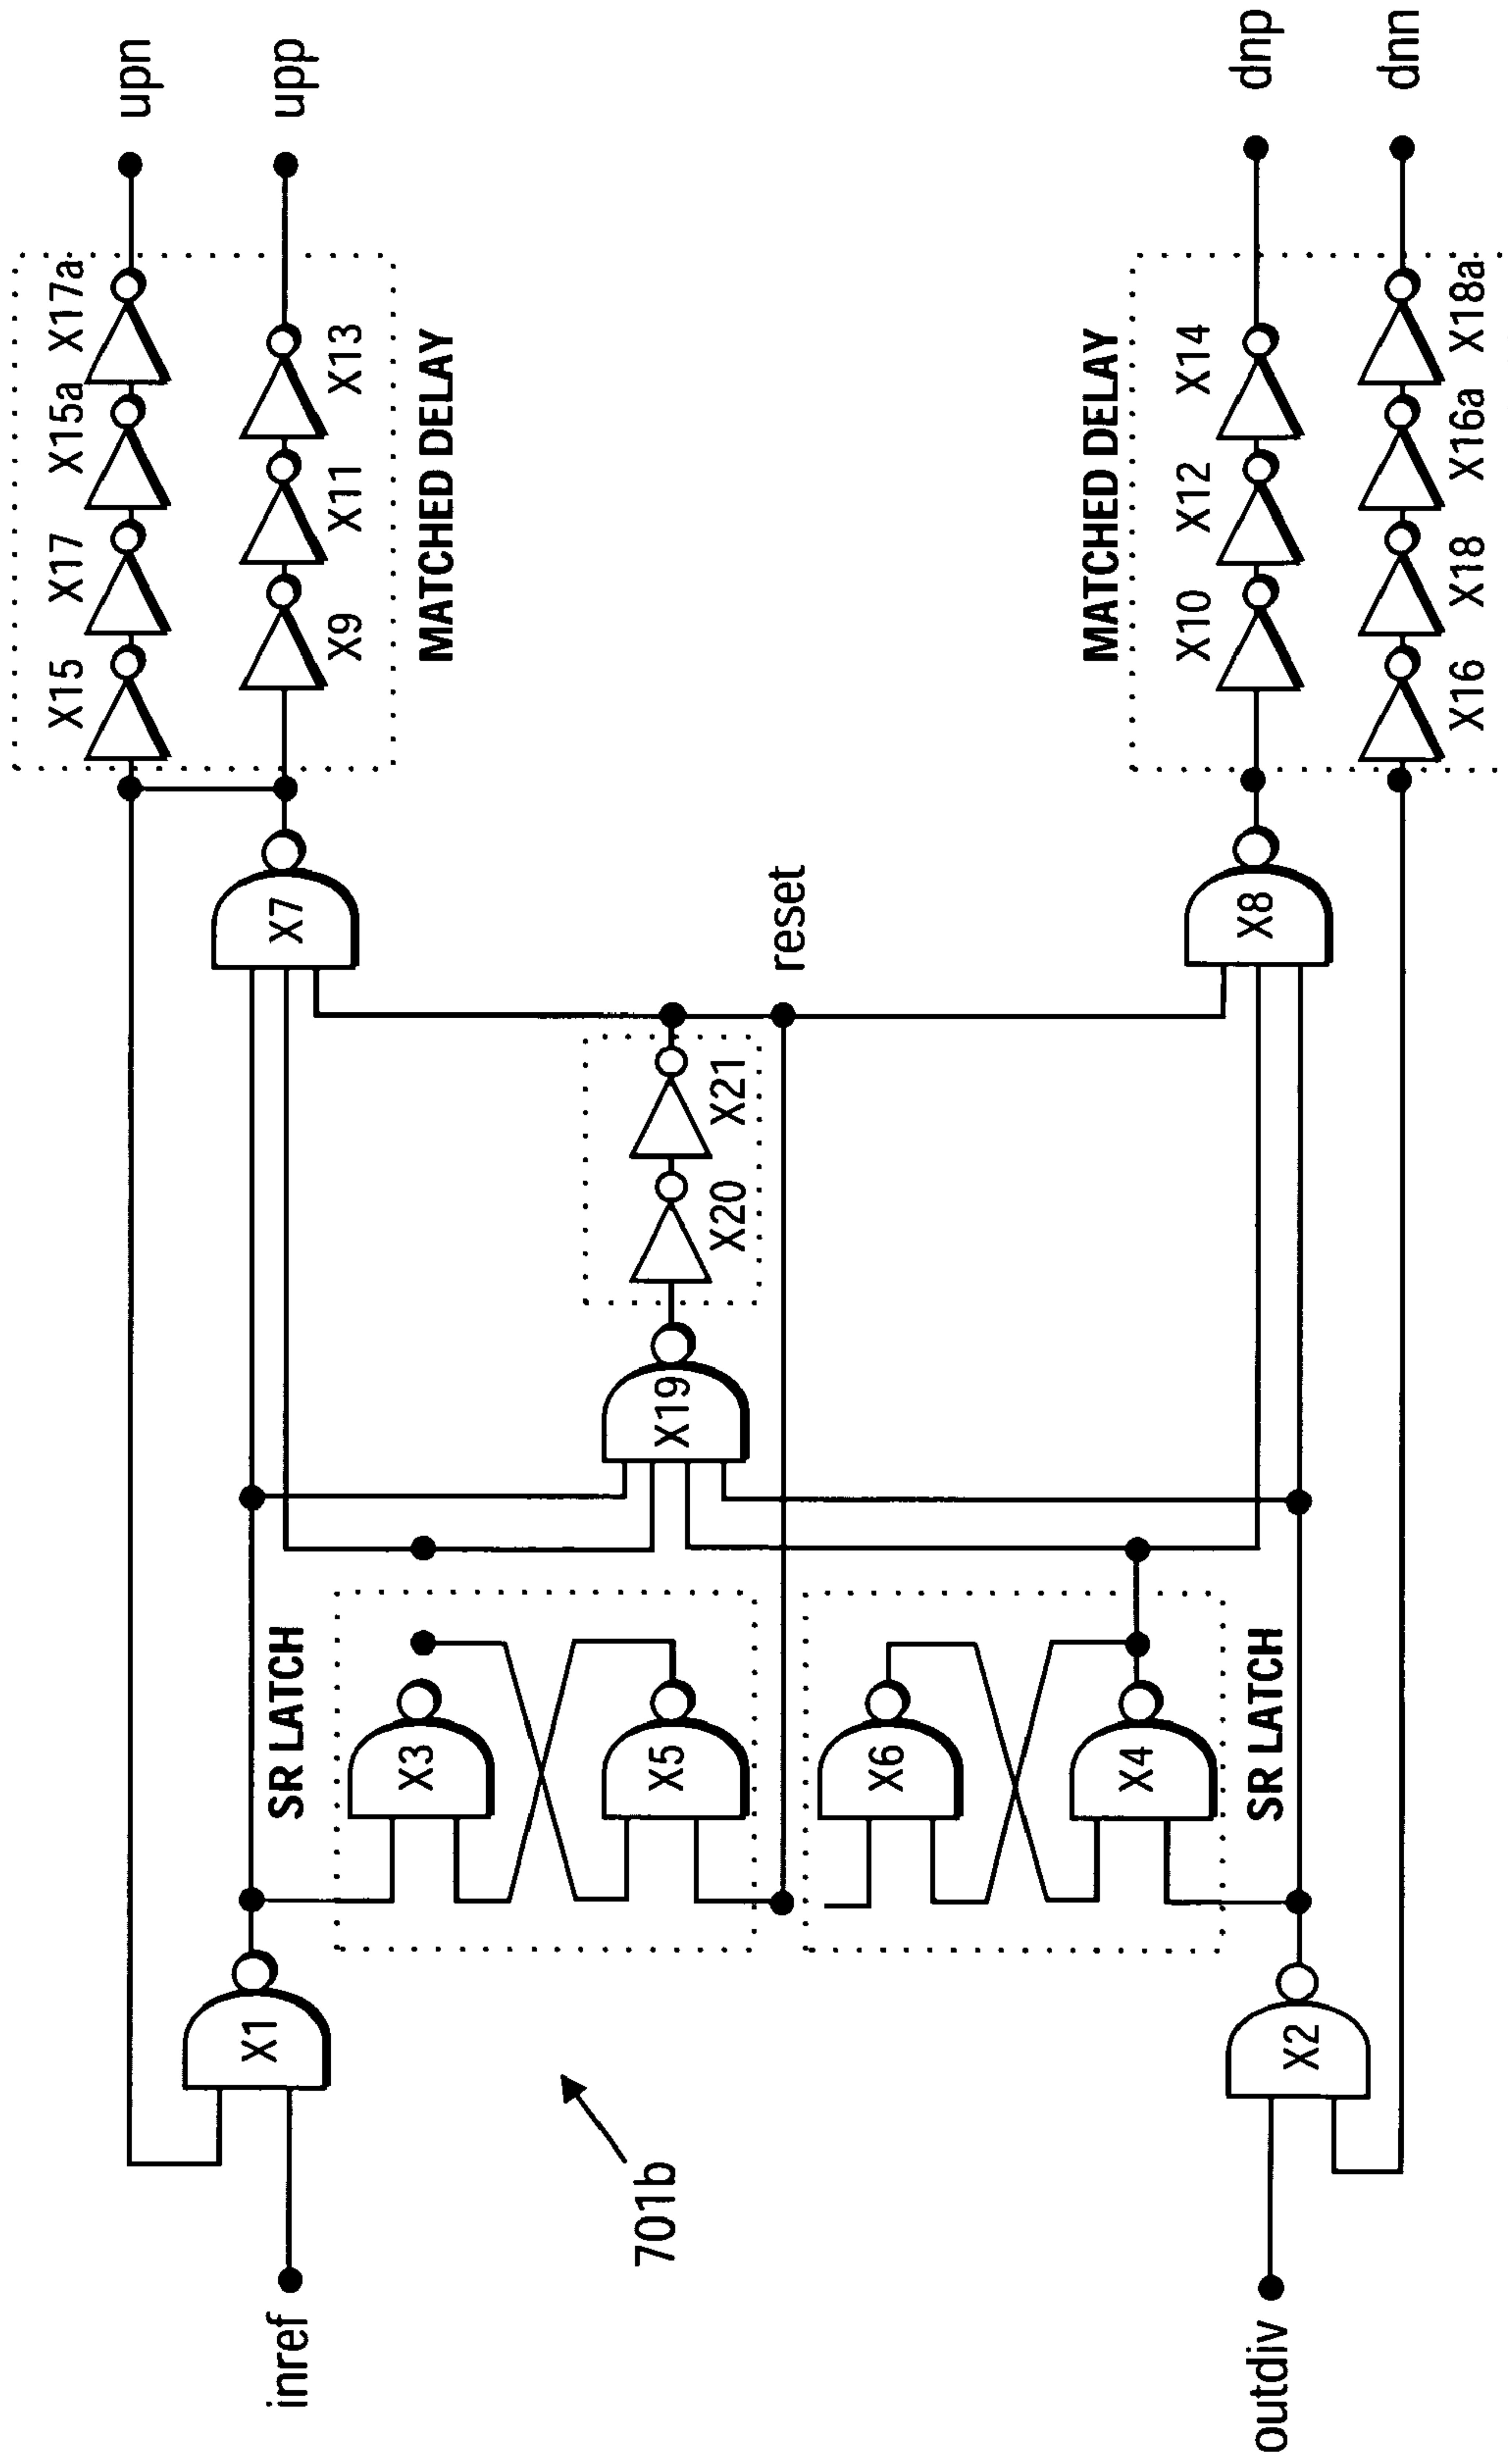 upn
X15
X17
X15a
X17a
upp
X9
X11
X13
MATCHED DELAY
X7
SR LATCH
X1
inref
X3
X5
X19
X20
X21
reset
701b
X6
X4
SR LATCH
X2
outdiv
X8
MATCHED DELAY
X10
X12
X14
dnp
X16
X18
X16a
X18a
dnn